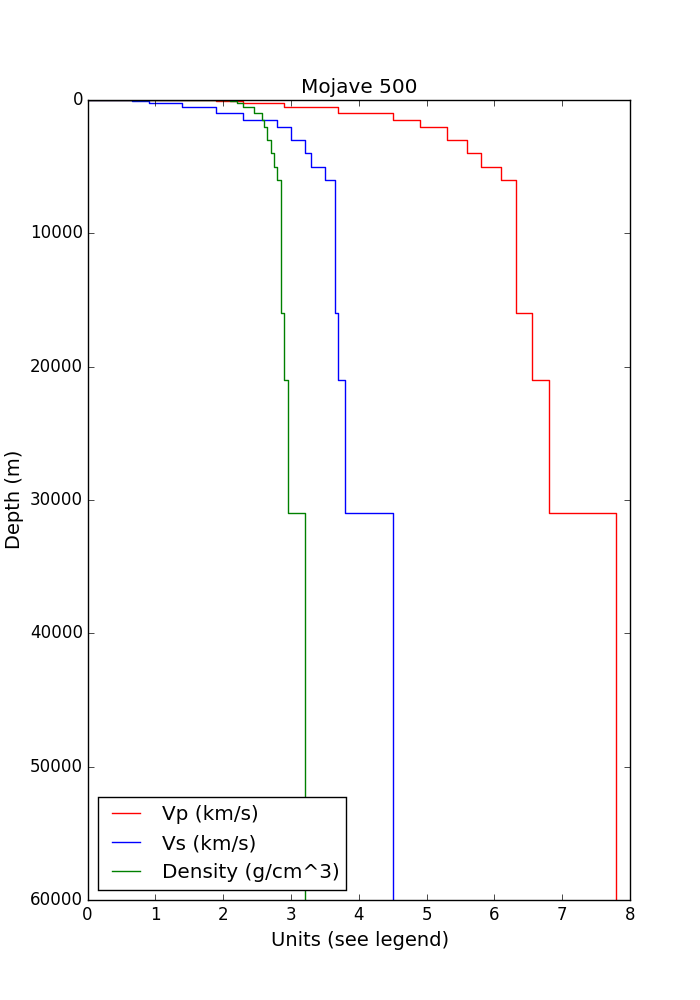 Mojave 500
0
10000
20000
30000
40000
50000
60000
Depth (m)
Vp (km/s)
Vs (km/s)
Density (g/cm^3)
0 1 2 3 4 5 6 7 8
Units (see legend)